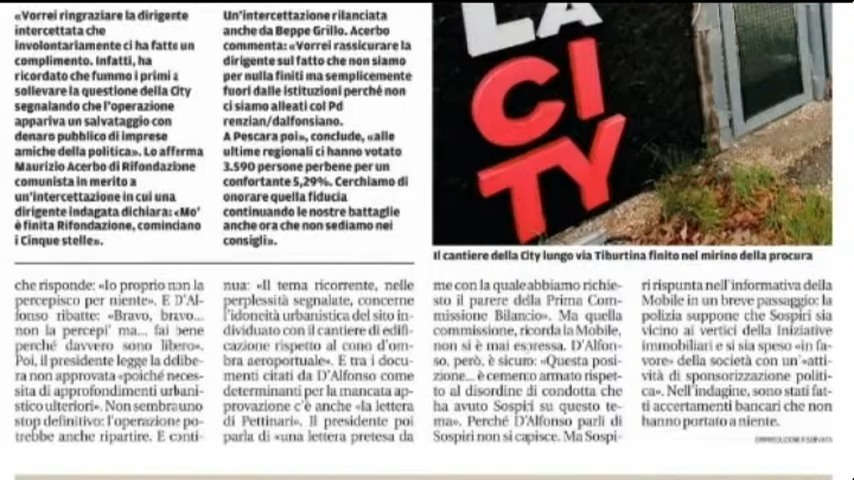 «Vorrei ringraziare la dirigente
intercettata che
involontariamente ci ha fatte un
complimento. Infatti, ha
ricordato che fummo i primi a
sollevare la questione della City
segnalando che l'operazione
appariva un salvataggio con
denaro pubblico di imprese
amiche della politica». Lo afferma
Maurizio Acerbo di Rifondazione
comunista in merito a
un'intercettazione in cui una
dirigente indagata dichiara: «Mo'
è finita Rifondazione, cominciano
i Cinque stelle».
Un'intercettazione rilanciata
anche da Beppe Grillo. Acerbo
commenta: «Vorrei rassicurare la
dirigente sul fatto che non siamo
per nulla finiti ma semplicemente
fuori dalle istituzioni perché non
ci siamo alleati col Pd
renzian/dalfonsiano.
A Pescara poi», conclude, «alle
ultime regionali ci hanno votato
3.590 persone perbene per un
confortante 5,29%. Cerchiamo di
onorare quella fiducia
continuando le nostre battaglie
anche ora che non sediamo nei
consigli».
LA
CI
TY
Il cantiere della City lungo via Tiburtina finito nel mirino della procura
che risponde: «Io proprio non la
percepisco per niente». E D'Al-
fonso ribatte: «Bravo, bravo...
non la percepi' ma... fai bene
perché davvero sono libero».
Poi, il presidente legge la delibe-
ra non approvata «poiché neces-
sita di approfondimenti urbani-
stico ulteriori». Non sembra uno
stop definitivo: l'operazione po-
trebbe anche ripartire. E conti-
nua: «Il tema ricorrente, nelle
perplessità segnalate, concerne
l'idoneità urbanistica del sito in-
dividuato con il cantiere di edifi-
cazione rispetto al cono d'om-
bra aeroportuale». E tra i docu-
menti citati da D'Alfonso come
determinanti per la mancata ap-
provazione c'è anche «la lettera
di Pettinari». Il presidente poi
parla di «una lettera pretesa da
me con la quale abbiamo richie-
sto il parere della Prima Com-
missione Bilancio». Ma quella
commissione, ricorda la Mobile,
non si è mai espressa. D'Alfon-
so, però, è sicuro: «Questa posi-
zione... è cemento armato rispet-
to al disordine di condotta che
ha avuto Sospiri su questo te-
ma». Perché D'Alfonso parli di
Sospiri non si capisce. Ma Sospi-
ri rispunta nell'informativa della
Mobile in un breve passaggio: la
polizia suppone che Sospiri sia
vicino ai vertici della Iniziative
immobiliari e si sia speso «in fa-
vore» della società con un'«atti-
vità di sponsorizzazione politi-
ca». Nell'indagine, sono stati fat-
ti accertamenti bancari che non
hanno portato a niente.